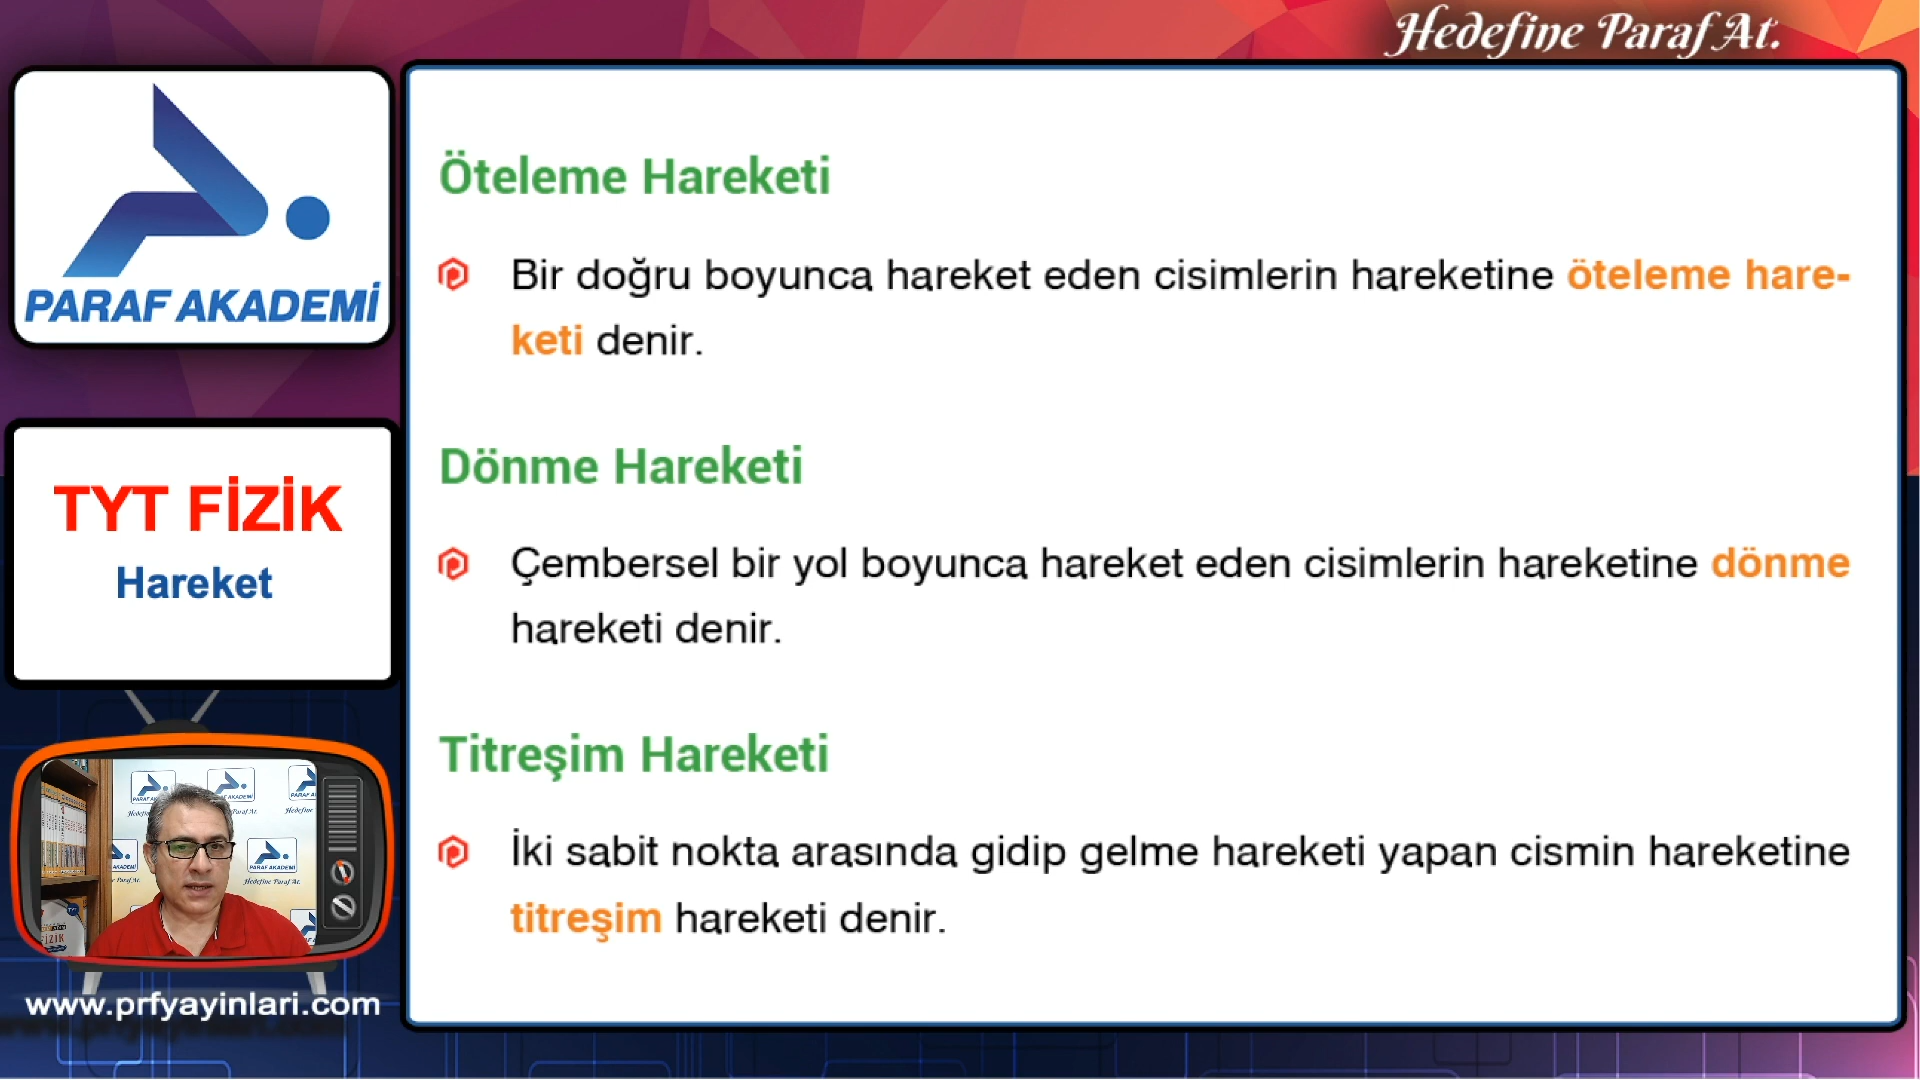 Hedefine Paraf At.
PARAF AKADEMİ
TYT FİZİK
Hareket
www.prfyayinlari.com
Öteleme Hareketi
Bir doğru boyunca hareket eden cisimlerin hareketine öteleme hare-
keti denir.
Dönme Hareketi
Çembersel bir yol boyunca hareket eden cisimlerin hareketine dönme
hareketi denir.
Titreşim Hareketi
İki sabit nokta arasında gidip gelme hareketi yapan cismin hareketine
titreşim hareketi denir.